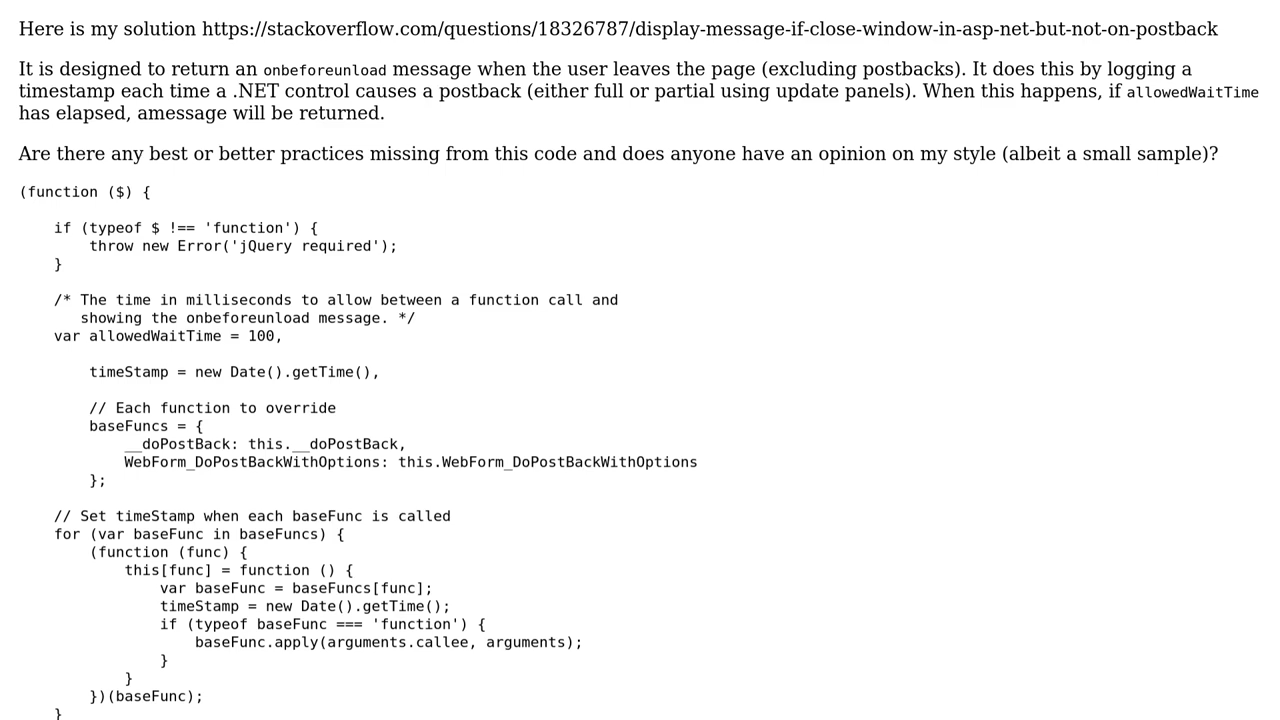 Here is my solution https://stackoverflow.com/questions/18326787/display-message-if-close-window-in-asp-net-but-not-on-postback
It is designed to return an onbeforeunload message when the user leaves the page (excluding postbacks). It does this by logging a
timestamp each time a .NET control causes a postback (either full or partial using update panels). When this happens, if allowedWaitTime
has elapsed, amessage will be returned.
Are there any best or better practices missing from this code and does anyone have an opinion on my style (albeit a small sample)?
(function ($) {
    if (typeof $ !== 'function') {
        throw new Error('jQuery required');
    }
    /* The time in milliseconds to allow between a function call and
       showing the onbeforeunload message. */
    var allowedWaitTime = 100,
        timeStamp = new Date().getTime(),
        // Each function to override
        baseFuncs = {
            __doPostBack: this.__doPostBack,
            WebForm_DoPostBackWithOptions: this.WebForm_DoPostBackWithOptions
        };
    // Set timeStamp when each baseFunc is called
    for (var baseFunc in baseFuncs) {
        (function (func) {
            this[func] = function () {
                var baseFunc = baseFuncs[func];
                timeStamp = new Date().getTime();
                if (typeof baseFunc === 'function') {
                    baseFunc.apply(arguments.callee, arguments);
                }
            }
        })(baseFunc);
    }